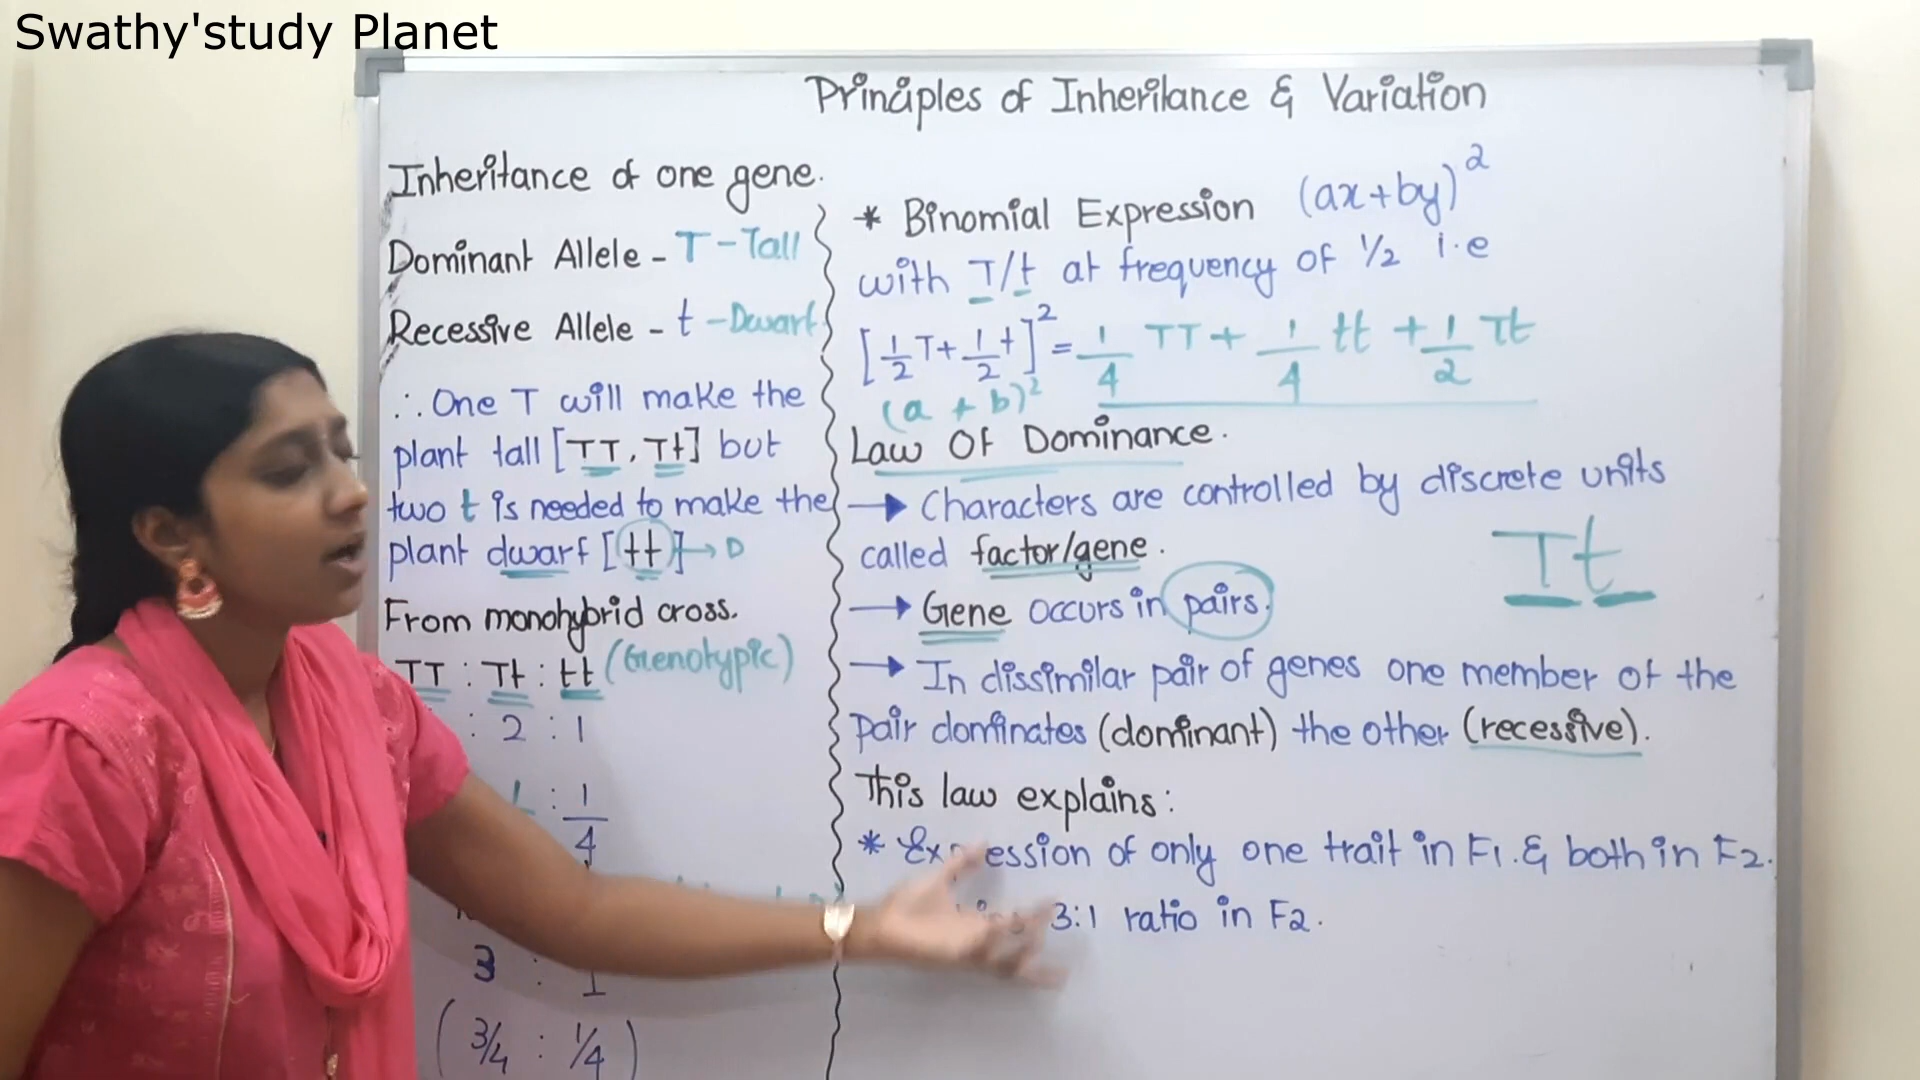 Swathy'study Planet
Principles of Inheritance & Variation
Inheritance of one gene.
Dominant Allele - T - Tall
Recessive Allele - t - Dwarf
∴ One T will make the
plant tall [TT, Tt] but
two t is needed to make the
plant dwarf [tt] → D
From monohybrid cross.
TT : Tt : tt (Genotypic)
: 2 : 1
: 1/4
3 : 1
( 3/4 : 1/4 )
* Binomial Expression (ax+by)²
with T/t at frequency of 1/2 i.e
[1/2 T + 1/2 t]² = 1/4 TT + 1/4 tt + 1/2 Tt
(a + b)²
Law Of Dominance.
→ Characters are controlled by discrete units
called factor/gene.
Tt
→ Gene occurs in pairs.
→ In dissimilar pair of genes one member of the
pair dominates (dominant) the other (recessive).
This law explains:
* Expression of only one trait in F1. & both in F2.
3:1 ratio in F2.